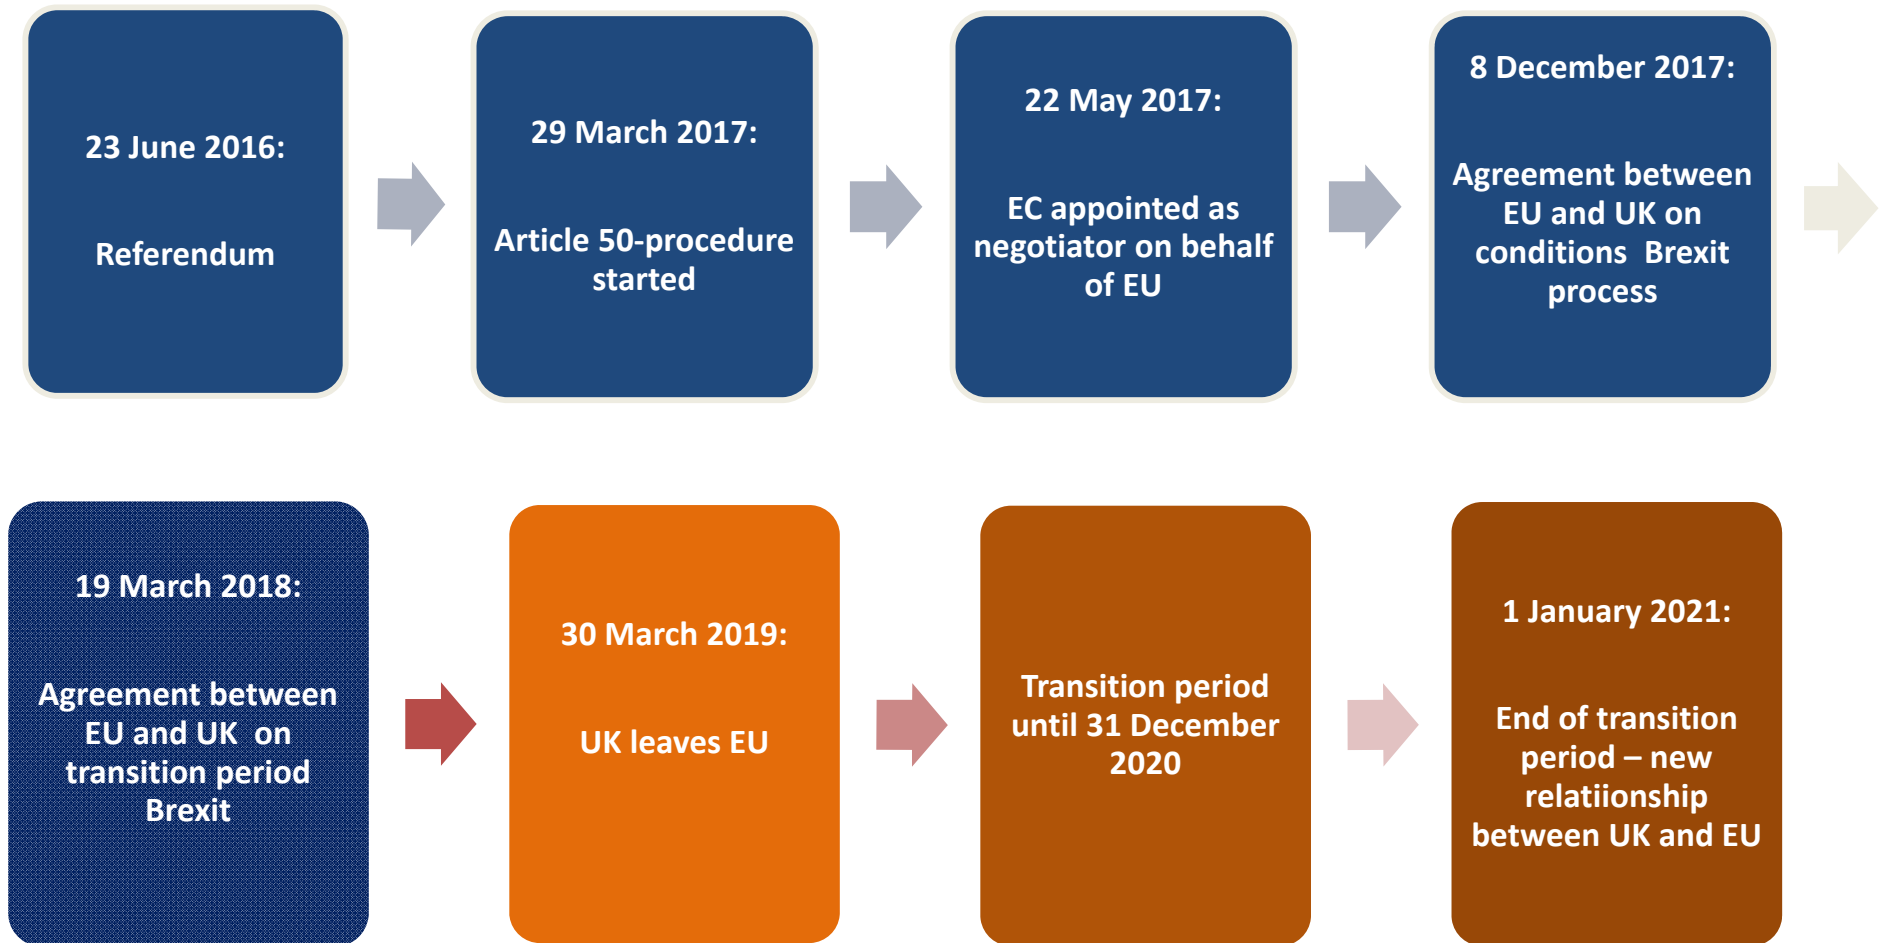 23 June 2016:
Referendum
29 March 2017:
Article 50-procedure
started
22 May 2017:
EC appointed as
negotiator on behalf
of EU
8 December 2017:
Agreement between
EU and UK on
conditions  Brexit
process
19 March 2018:
Agreement between
EU and UK  on
transition period
Brexit
30 March 2019:
UK leaves EU
Transition period
until 31 December
2020
1 January 2021:
End of transition
period – new
relatiionship
between UK and EU